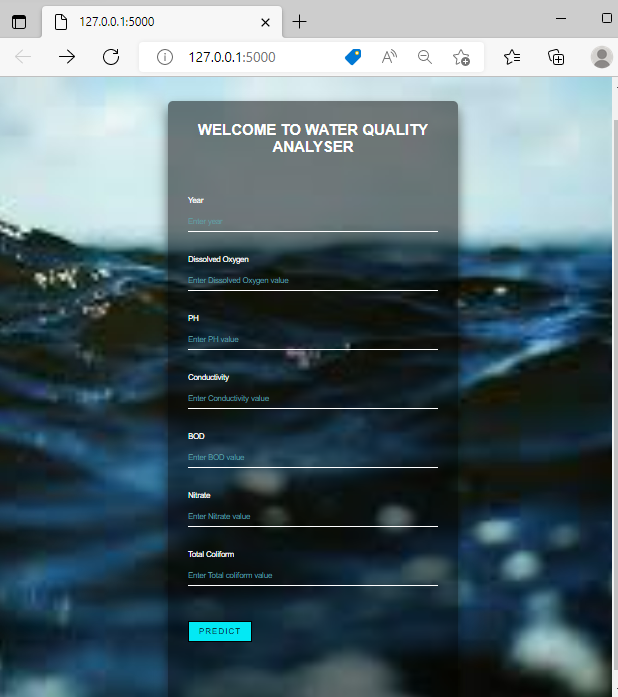 127.0.0.1:5000
127.0.0.1:5000
WELCOME TO WATER QUALITY
ANALYSER
Year
Enter year
Dissolved Oxygen
Enter Dissolved Oxygen value
PH
Enter PH value
Conductivity
Enter Conductivity value
BOD
Enter BOD value
Nitrate
Enter Nitrate value
Total Coliform
Enter Total coliform value
PREDICT